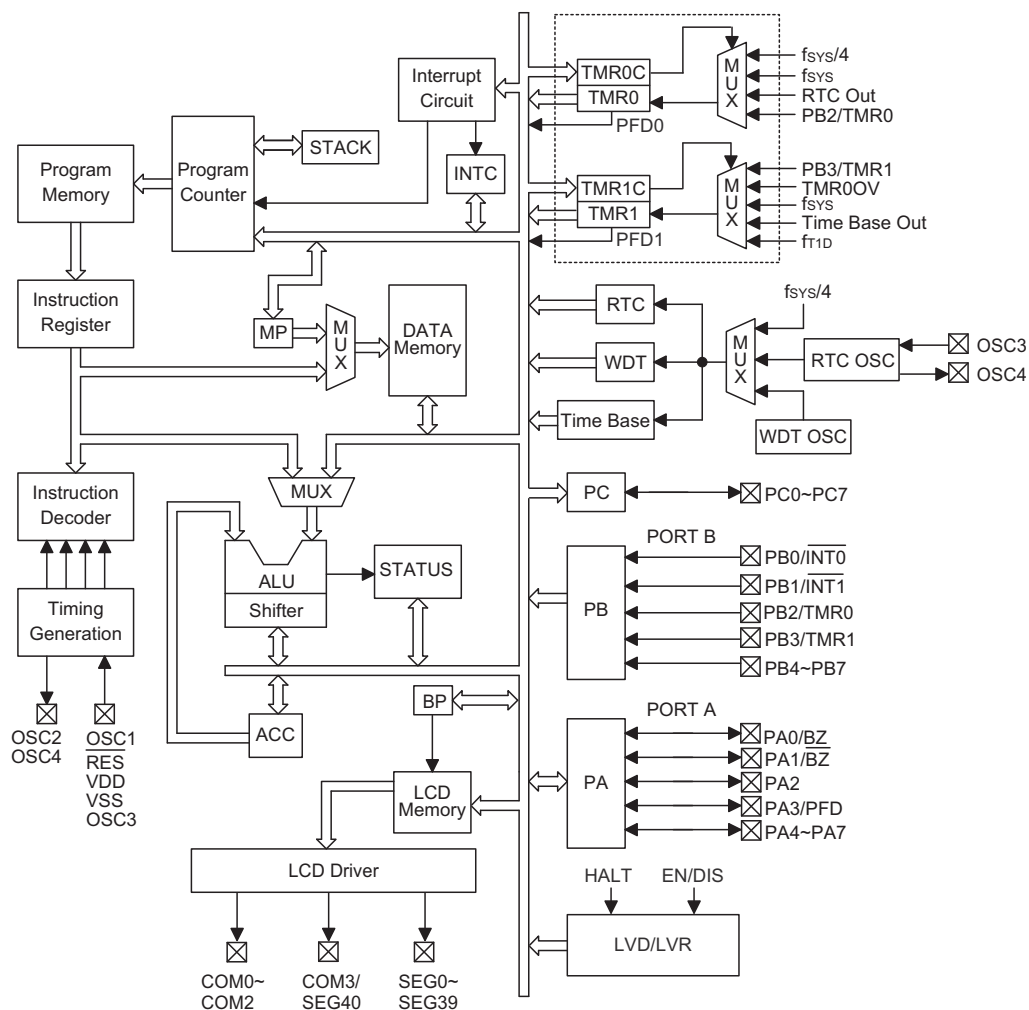 Interrupt
Circuit
STACK
Program
Counter
Program
Memory
INTC
Instruction
Register
MP
MUX
DATA
Memory
MUX
Instruction
Decoder
ALU
Shifter
STATUS
Timing
Generation
OSC2
OSC4
OSC1
RES
VDD
VSS
OSC3
ACC
BP
LCD
Memory
LCD Driver
COM0~
COM2
COM3/
SEG40
SEG0~
SEG39
TMR0C
TMR0
PFD0
MUX
fSYS/4
fSYS
RTC Out
PB2/TMR0
TMR1C
TMR1
PFD1
MUX
PB3/TMR1
TMR0OV
fSYS
Time Base Out
fT1D
RTC
WDT
Time Base
MUX
fSYS/4
RTC OSC
WDT OSC
OSC3
OSC4
PC
PC0~PC7
PORT B
PB
PB0/INT0
PB1/INT1
PB2/TMR0
PB3/TMR1
PB4~PB7
PORT A
PA
PA0/BZ
PA1/BZ
PA2
PA3/PFD
PA4~PA7
HALT
EN/DIS
LVD/LVR